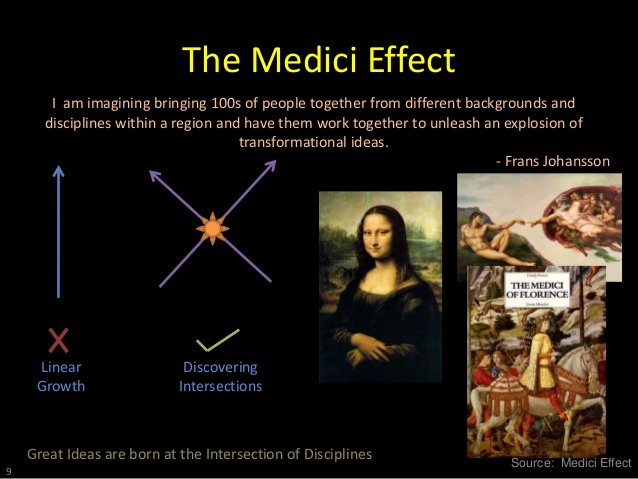 The Medici Effect
I am imagining bringing 100s of people together from different backgrounds and
disciplines within a region and have them work together to unleash an explosion of
transformational ideas.
- Frans Johansson
THE MEDICI
OF FLORENCE
Linear
Growth
Discovering
Intersections
Great Ideas are born at the Intersection of Disciplines
Source: Medici Effect
9